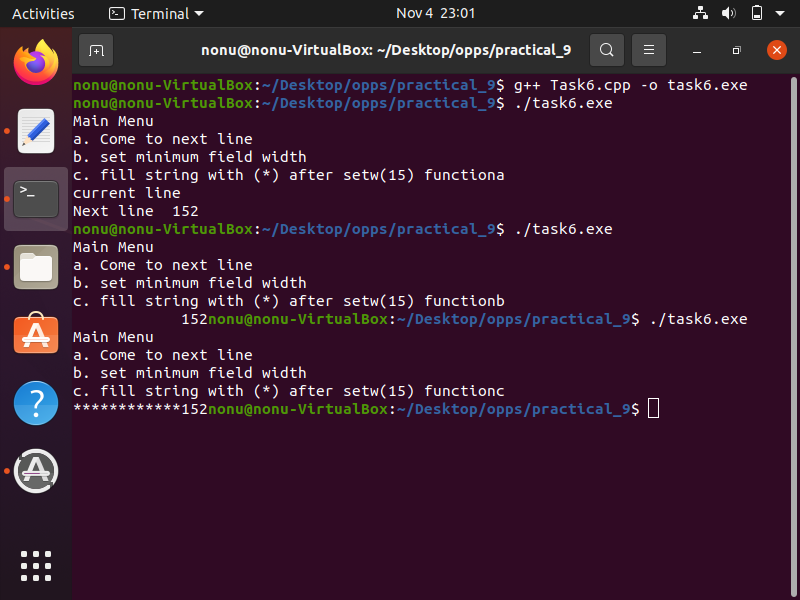 Activities Terminal Nov 4 23:01
nonu@nonu-VirtualBox: ~/Desktop/opps/practical_9
nonu@nonu-VirtualBox:~/Desktop/opps/practical_9$ g++ Task6.cpp -o task6.exe
nonu@nonu-VirtualBox:~/Desktop/opps/practical_9$ ./task6.exe
Main Menu
a. Come to next line
b. set minimum field width
c. fill string with (*) after setw(15) functiona
current line
Next line  152
nonu@nonu-VirtualBox:~/Desktop/opps/practical_9$ ./task6.exe
Main Menu
a. Come to next line
b. set minimum field width
c. fill string with (*) after setw(15) functionb
            152nonu@nonu-VirtualBox:~/Desktop/opps/practical_9$ ./task6.exe
Main Menu
a. Come to next line
b. set minimum field width
c. fill string with (*) after setw(15) functionc
************152nonu@nonu-VirtualBox:~/Desktop/opps/practical_9$